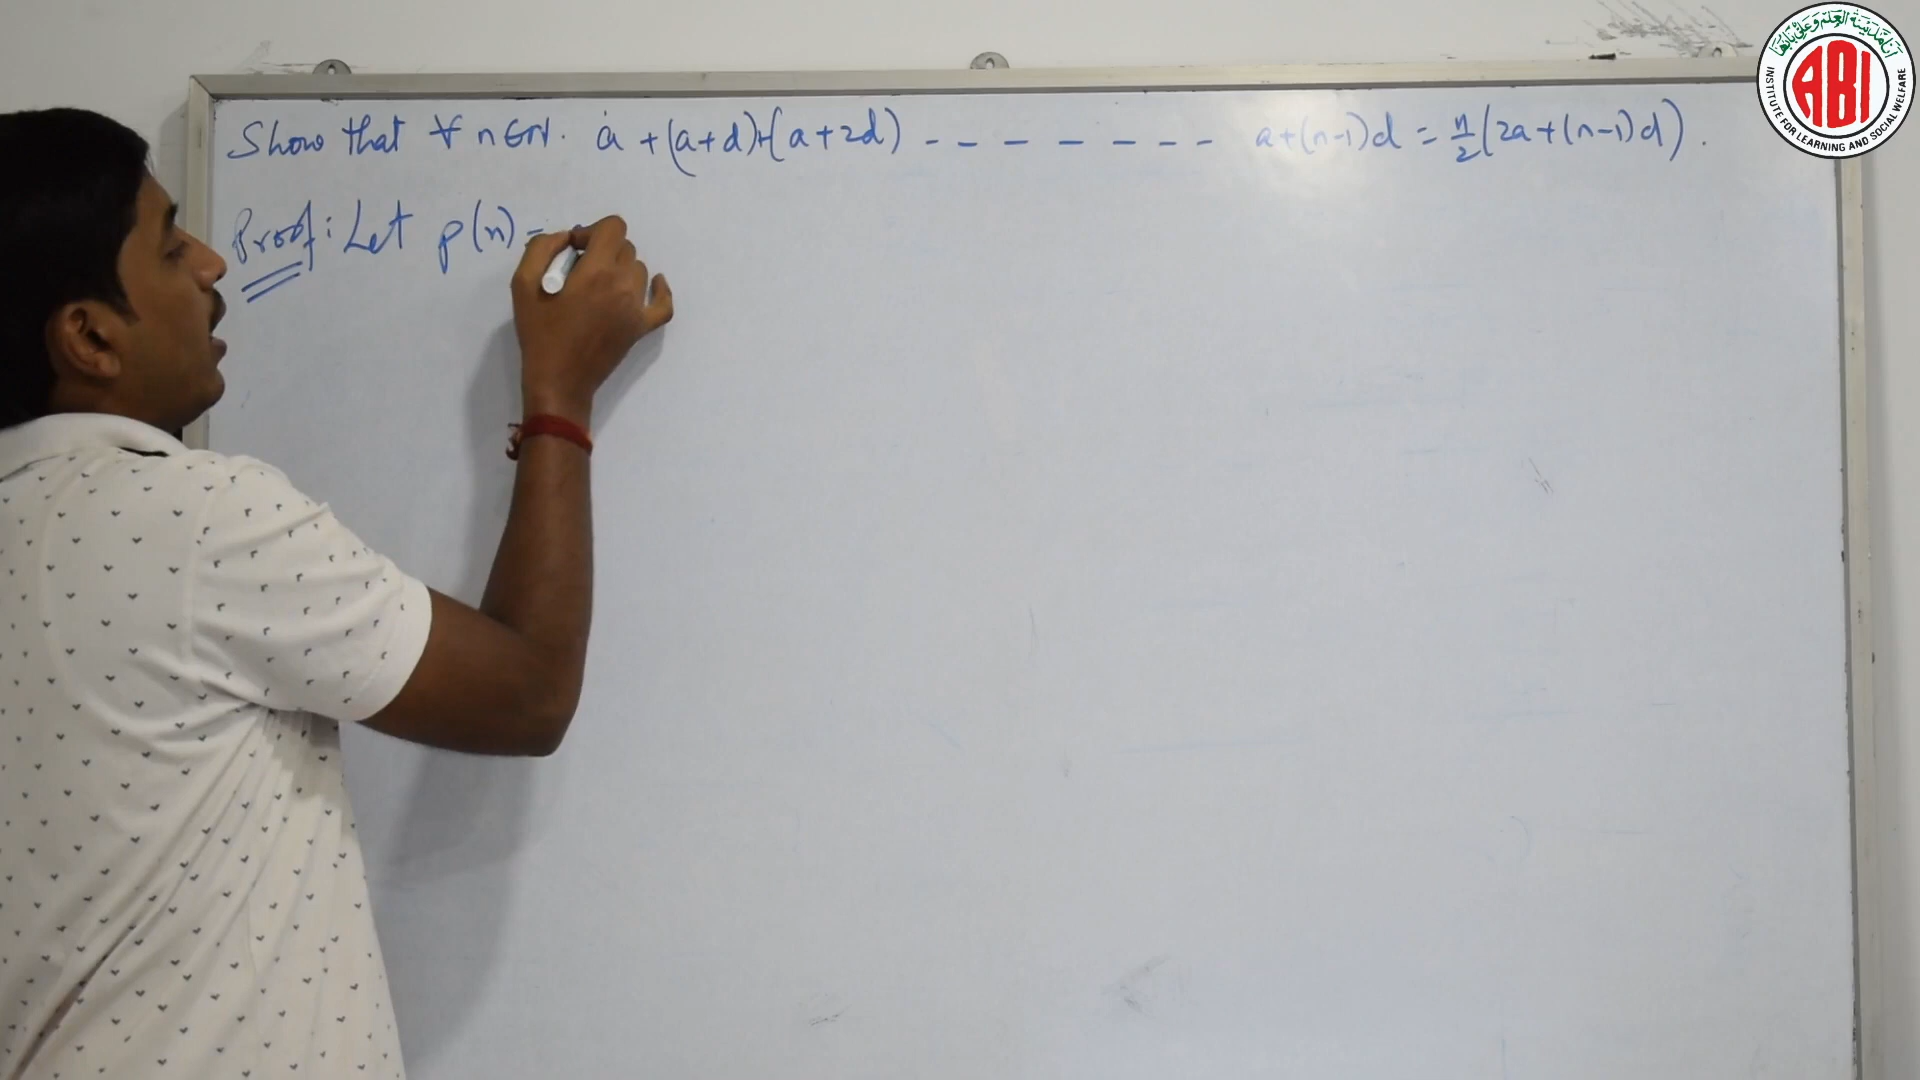 Show that ∀ n∈N. a + (a+d)+(a+2d) - - - - - - - a+(n-1)d = n/2(2a+(n-1)d).
Proof: Let p(n) =
ABI
INSTITUTE FOR LEARNING AND SOCIAL WELFARE